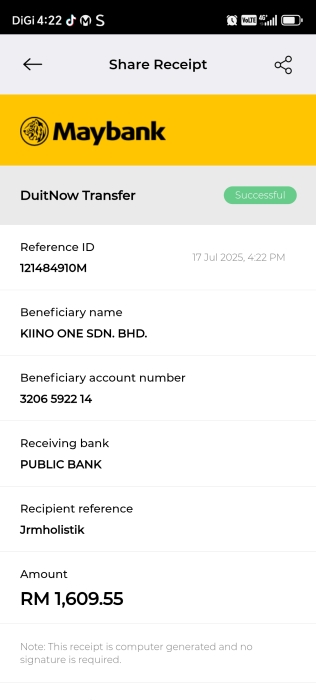 DiGi 4:22
VoLTE 4G
Share Receipt
Maybank
DuitNow Transfer
Successful
Reference ID
17 Jul 2025, 4:22 PM
121484910M
Beneficiary name
KIINO ONE SDN. BHD.
Beneficiary account number
3206 5922 14
Receiving bank
PUBLIC BANK
Recipient reference
Jrmholistik
Amount
RM 1,609.55
Note: This receipt is computer generated and no
signature is required.